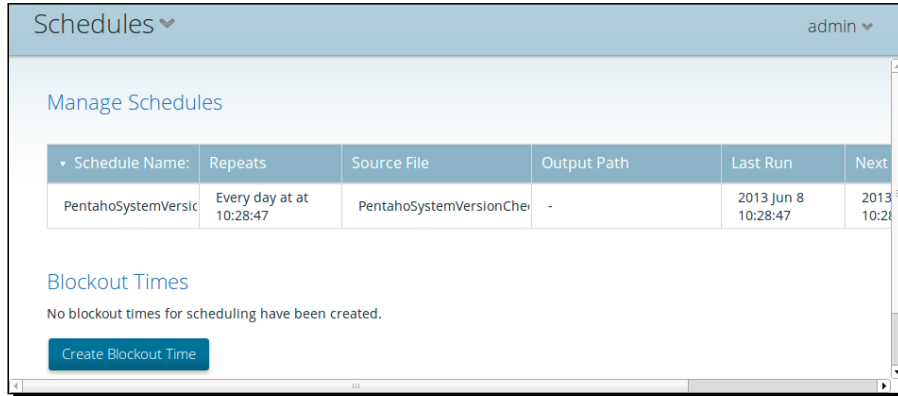 Schedules
admin
Manage Schedules
Schedule Name: Repeats Source File Output Path Last Run Next
PentahoSystemVersic Every day at at PentahoSystemVersionChe - 2013 Jun 8 2013
10:28:47 10:28:47 10:28
Blockout Times
No blockout times for scheduling have been created.
Create Blockout Time